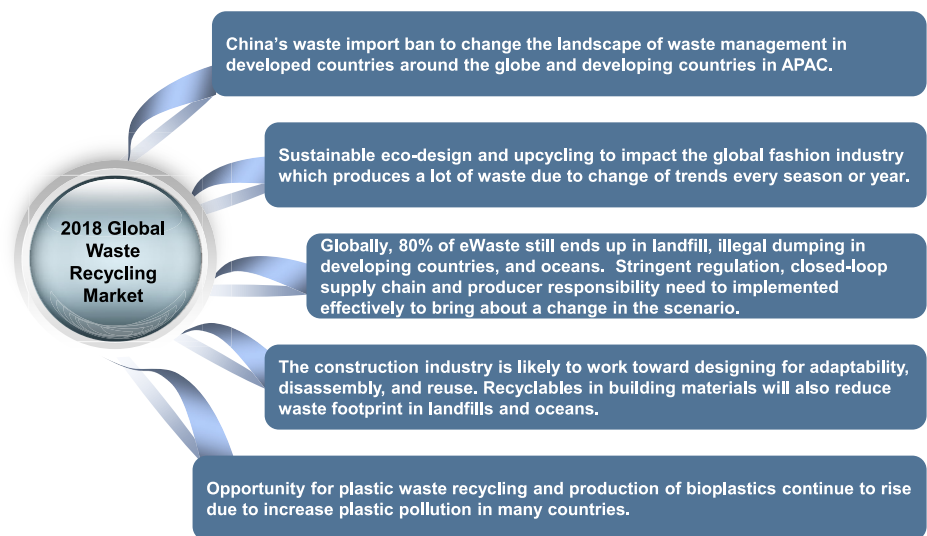 China's waste import ban to change the landscape of waste management in
developed countries around the globe and developing countries in APAC.
Sustainable eco-design and upcycling to impact the global fashion industry
which produces a lot of waste due to change of trends every season or year.
2018 Global
Waste
Recycling
Market
Globally, 80% of eWaste still ends up in landfill, illegal dumping in
developing countries, and oceans. Stringent regulation, closed-loop
supply chain and producer responsibility need to implemented
effectively to bring about a change in the scenario.
The construction industry is likely to work toward designing for adaptability,
disassembly, and reuse. Recyclables in building materials will also reduce
waste footprint in landfills and oceans.
Opportunity for plastic waste recycling and production of bioplastics continue to rise
due to increase plastic pollution in many countries.